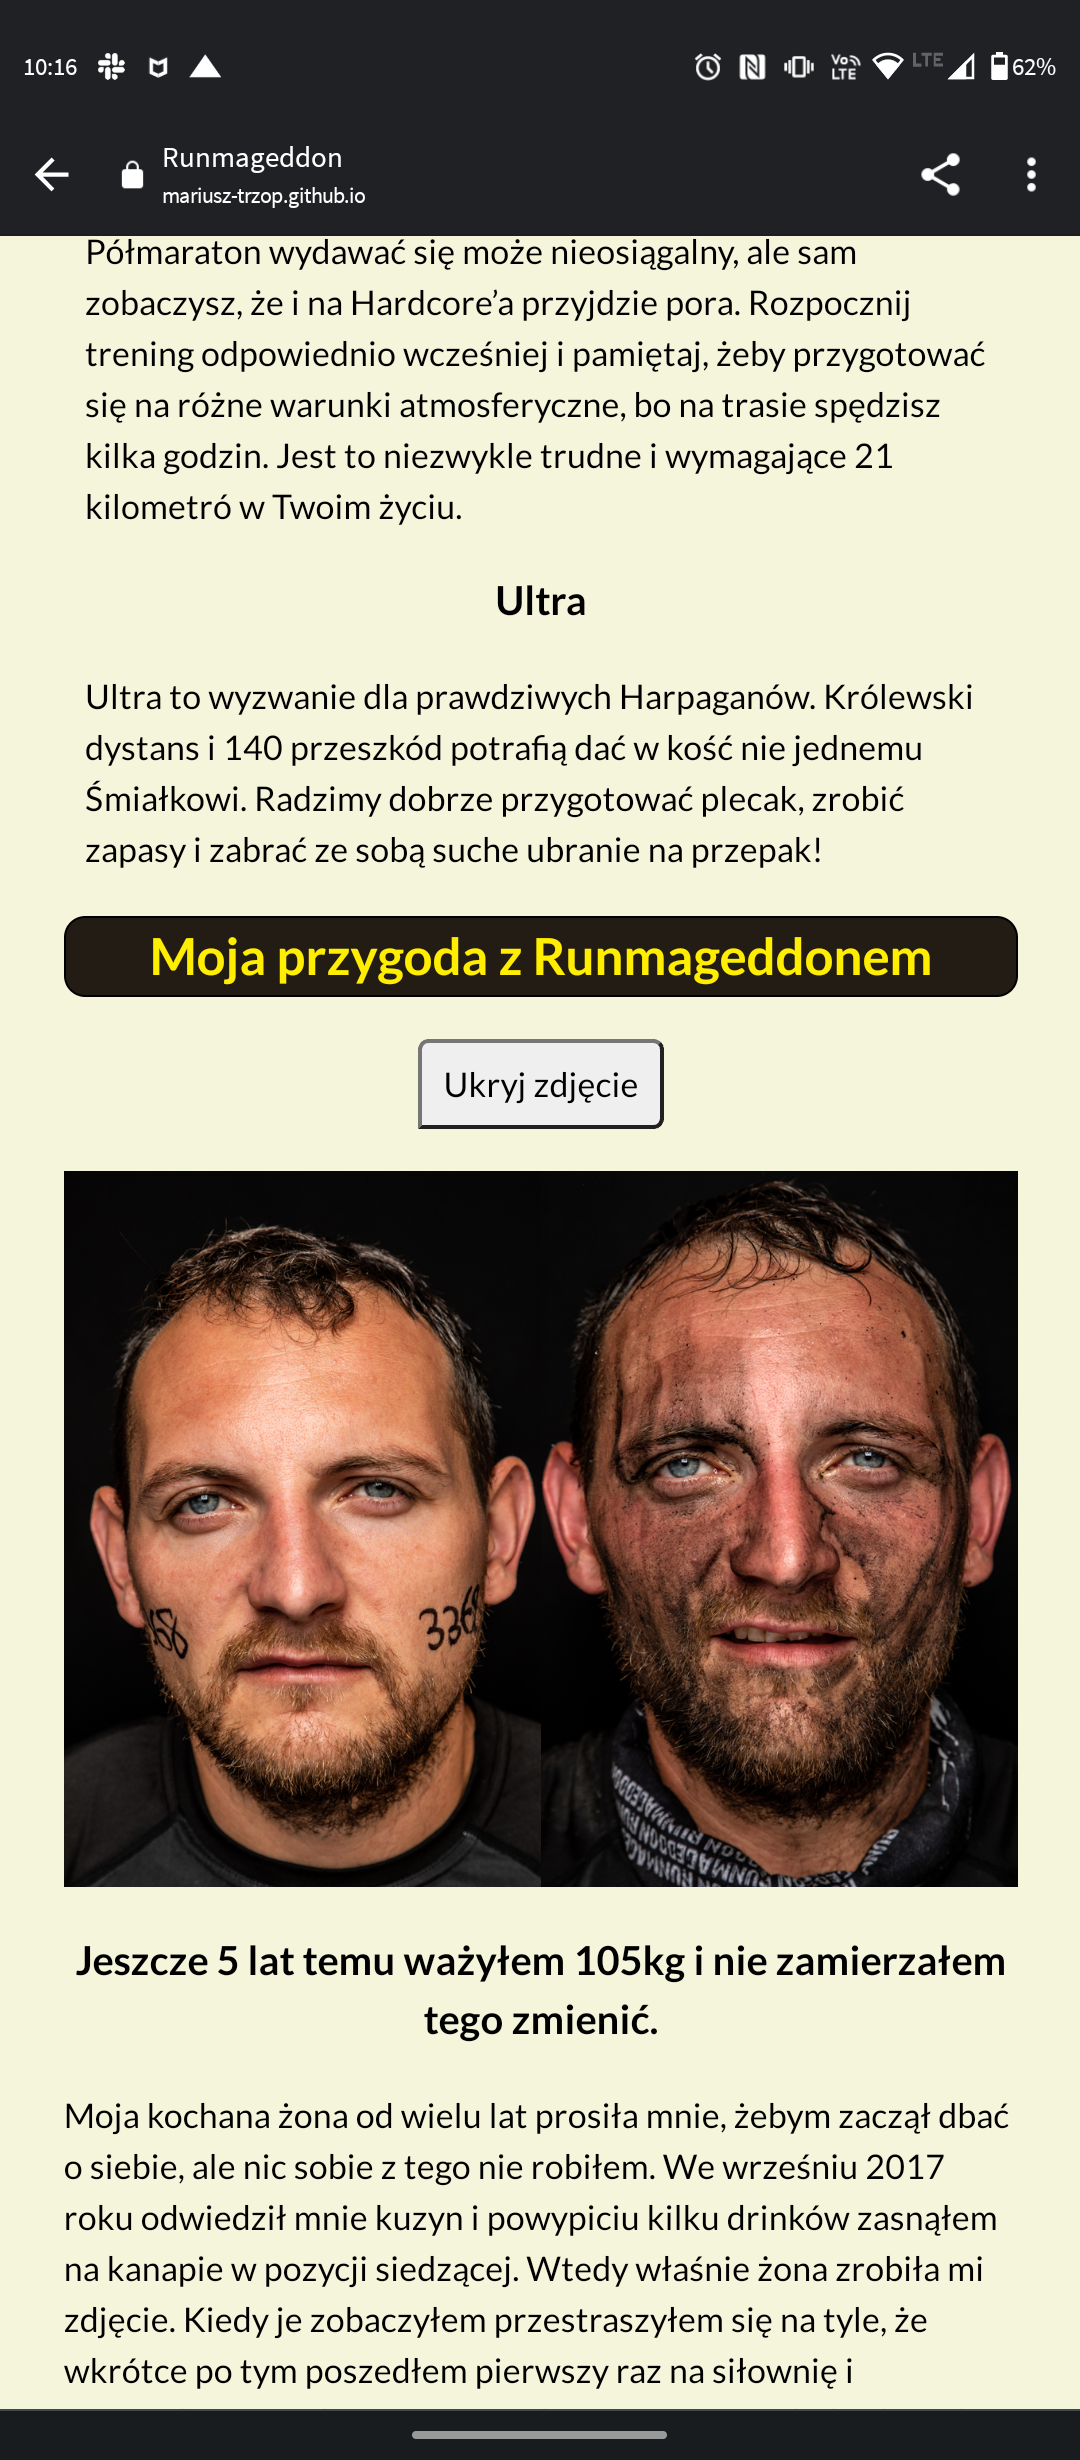 10:16
LTE
62%
Vo
LTE
Runmageddon
mariusz-trzop.github.io
Półmaraton wydawać się może nieosiągalny, ale sam
zobaczysz, że i na Hardcore’a przyjdzie pora. Rozpocznij
trening odpowiednio wcześniej i pamiętaj, żeby przygotować
się na różne warunki atmosferyczne, bo na trasie spędzisz
kilka godzin. Jest to niezwykle trudne i wymagające 21
kilometró w Twoim życiu.
Ultra
Ultra to wyzwanie dla prawdziwych Harpaganów. Królewski
dystans i 140 przeszkód potrafią dać w kość nie jednemu
Śmiałkowi. Radzimy dobrze przygotować plecak, zrobić
zapasy i zabrać ze sobą suche ubranie na przepak!
Moja przygoda z Runmageddonem
Ukryj zdjęcie
336
Jeszcze 5 lat temu ważyłem 105kg i nie zamierzałem
tego zmienić.
Moja kochana żona od wielu lat prosiła mnie, żebym zaczął dbać
o siebie, ale nic sobie z tego nie robiłem. We wrześniu 2017
roku odwiedził mnie kuzyn i powypiciu kilku drinków zasnąłem
na kanapie w pozycji siedzącej. Wtedy właśnie żona zrobiła mi
zdjęcie. Kiedy je zobaczyłem przestraszyłem się na tyle, że
wkrótce po tym poszedłem pierwszy raz na siłownię i